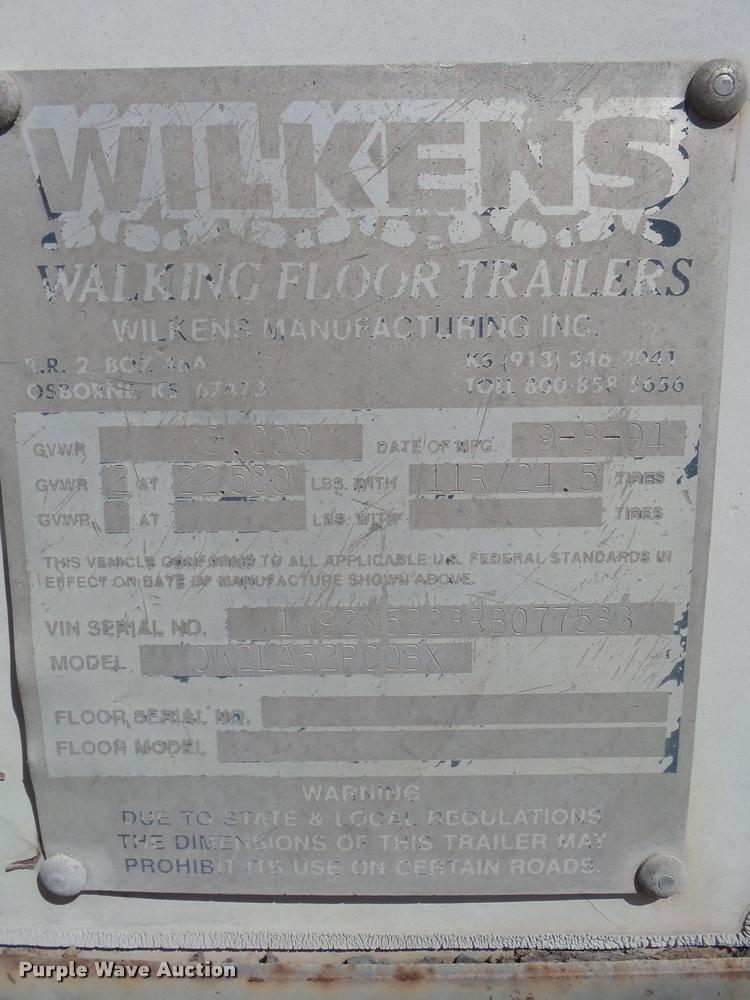 WILKENS
WALKING FLOOR TRAILERS
WILKENS MANUFACTURING INC.
R.R. 2, BOX 46A KS (913) 346-2041
OSBORNE, KS 67473 TOLL 800-858-5656
GVWR 68,000 DATE OF MFG. 9-8-94
GVWR 2 AT 22,500 LBS. WITH 11R/24.5 TIRES
GVWR AT LBS. WITH TIRES
THIS VEHICLE CONFORMS TO ALL APPLICABLE U.S. FEDERAL STANDARDS IN
EFFECT ON DATE OF MANUFACTURE SHOWN ABOVE.
VIN SERIAL NO.
MODEL
FLOOR SERIAL NO.
FLOOR MODEL
WARNING
DUE TO STATE & LOCAL REGULATIONS
THE DIMENSIONS OF THIS TRAILER MAY
PROHIBIT ITS USE ON CERTAIN ROADS.
Purple Wave Auction